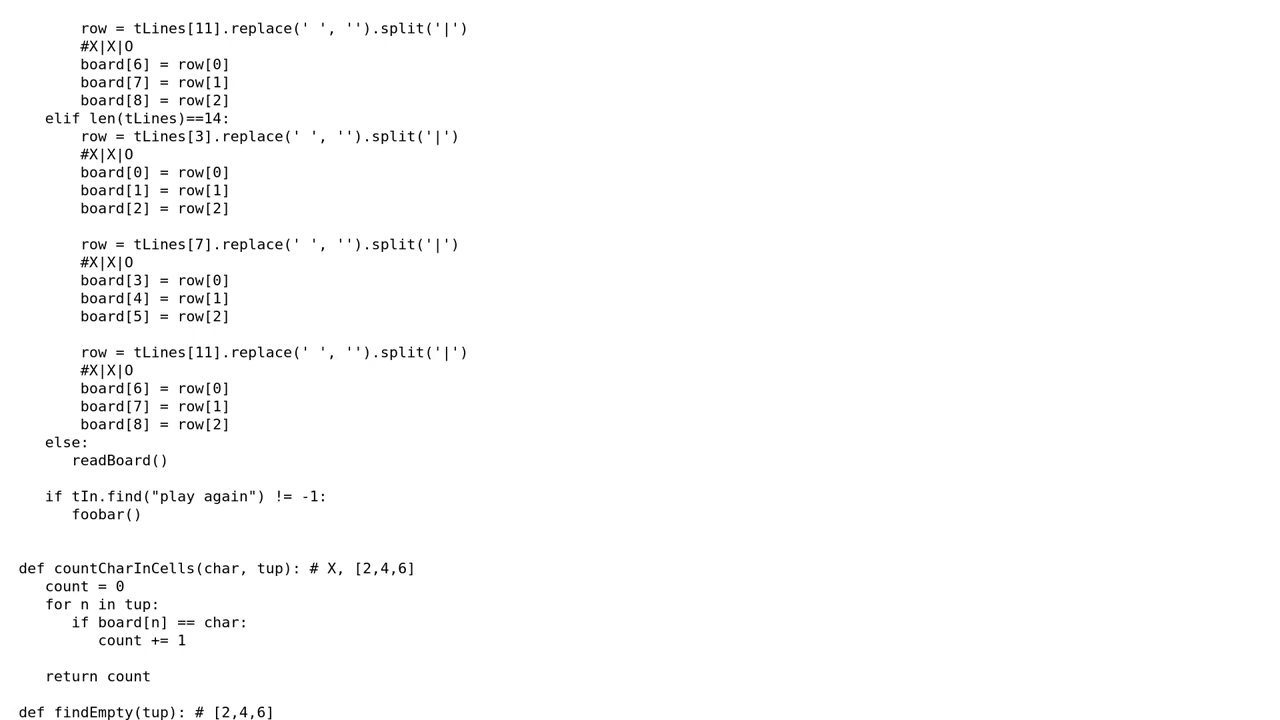 row = tLines[11].replace(' ', '').split('|')
#X|X|O
board[6] = row[0]
board[7] = row[1]
board[8] = row[2]
elif len(tLines)==14:
row = tLines[3].replace(' ', '').split('|')
#X|X|O
board[0] = row[0]
board[1] = row[1]
board[2] = row[2]
row = tLines[7].replace(' ', '').split('|')
#X|X|O
board[3] = row[0]
board[4] = row[1]
board[5] = row[2]
row = tLines[11].replace(' ', '').split('|')
#X|X|O
board[6] = row[0]
board[7] = row[1]
board[8] = row[2]
else:
readBoard()
if tIn.find("play again") != -1:
foobar()
def countCharInCells(char, tup): # X, [2,4,6]
count = 0
for n in tup:
if board[n] == char:
count += 1
return count
def findEmpty(tup): # [2,4,6]